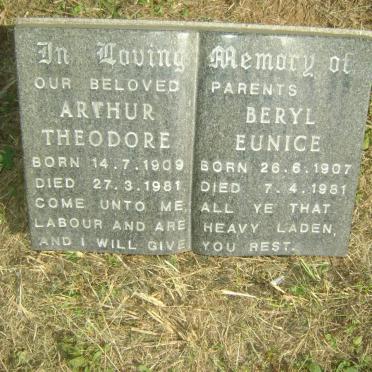 In Loving Memory of
OUR BELOVED PARENTS
ARTHUR THEODORE
BORN 14.7.1909
DIED 27.3.1981
BERYL EUNICE
BORN 26.6.1907
DIED 7.4.1981
COME UNTO ME, ALL YE THAT
LABOUR AND ARE HEAVY LADEN,
AND I WILL GIVE YOU REST.